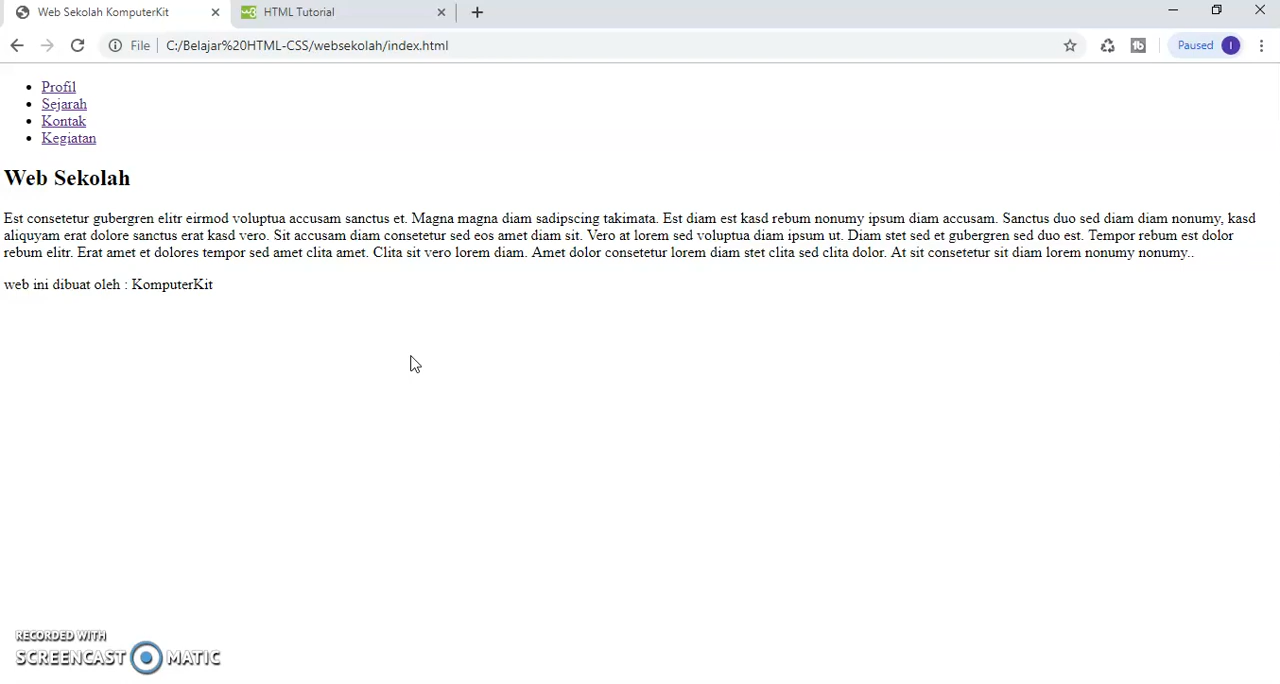 Web Sekolah KomputerKit
HTML Tutorial
File
C:/Belajar%20HTML-CSS/websekolah/index.html
tb
Paused
I
Profil
Sejarah
Kontak
Kegiatan
Web Sekolah
Est consetetur gubergren elitr eirmod voluptua accusam sanctus et. Magna magna diam sadipscing takimata. Est diam est kasd rebum nonumy ipsum diam accusam. Sanctus duo sed diam diam nonumy, kasd
aliquyam erat dolore sanctus erat kasd vero. Sit accusam diam consetetur sed eos amet diam sit. Vero at lorem sed voluptua diam ipsum ut. Diam stet sed et gubergren sed duo est. Tempor rebum est dolor
rebum elitr. Erat amet et dolores tempor sed amet clita amet. Clita sit vero lorem diam. Amet dolor consetetur lorem diam stet clita sed clita dolor. At sit consetetur sit diam lorem nonumy nonumy..
web ini dibuat oleh : KomputerKit
RECORDED WITH
SCREENCAST MATIC